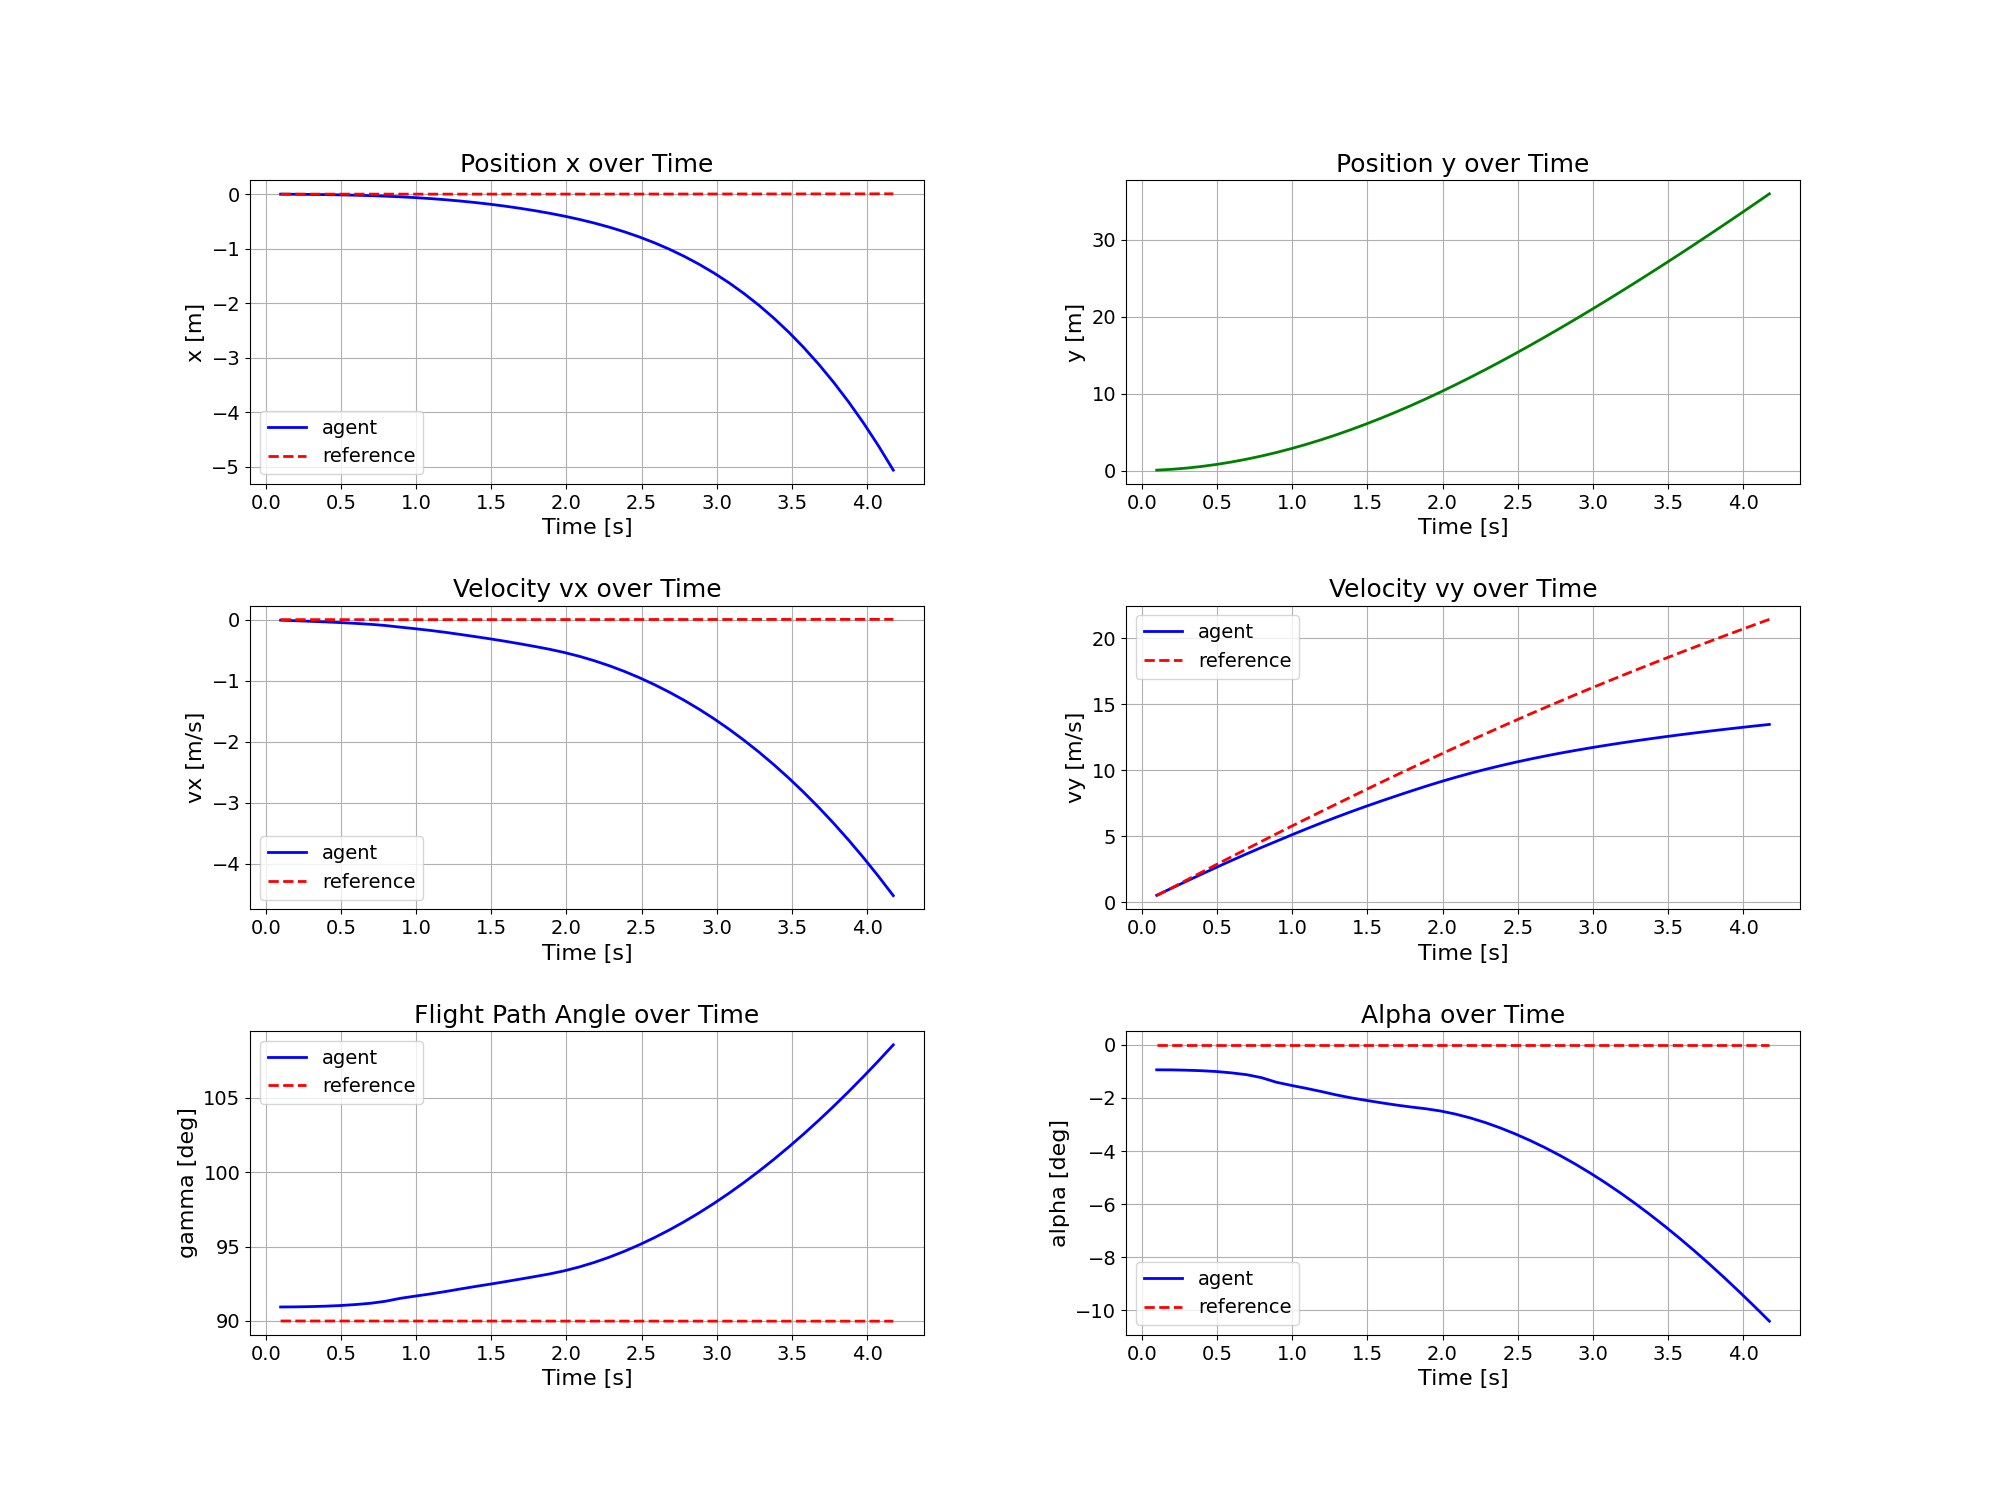 Position x over Time
x [m]
0
−1
−2
−3
−4
−5
agent
reference
0.0 0.5 1.0 1.5 2.0 2.5 3.0 3.5 4.0
Time [s]
Position y over Time
y [m]
30
20
10
0
0.0 0.5 1.0 1.5 2.0 2.5 3.0 3.5 4.0
Time [s]
Velocity vx over Time
vx [m/s]
0
−1
−2
−3
−4
agent
reference
0.0 0.5 1.0 1.5 2.0 2.5 3.0 3.5 4.0
Time [s]
Velocity vy over Time
vy [m/s]
20
15
10
5
0
agent
reference
0.0 0.5 1.0 1.5 2.0 2.5 3.0 3.5 4.0
Time [s]
Flight Path Angle over Time
gamma [deg]
105
100
95
90
agent
reference
0.0 0.5 1.0 1.5 2.0 2.5 3.0 3.5 4.0
Time [s]
Alpha over Time
alpha [deg]
0
−2
−4
−6
−8
−10
agent
reference
0.0 0.5 1.0 1.5 2.0 2.5 3.0 3.5 4.0
Time [s]